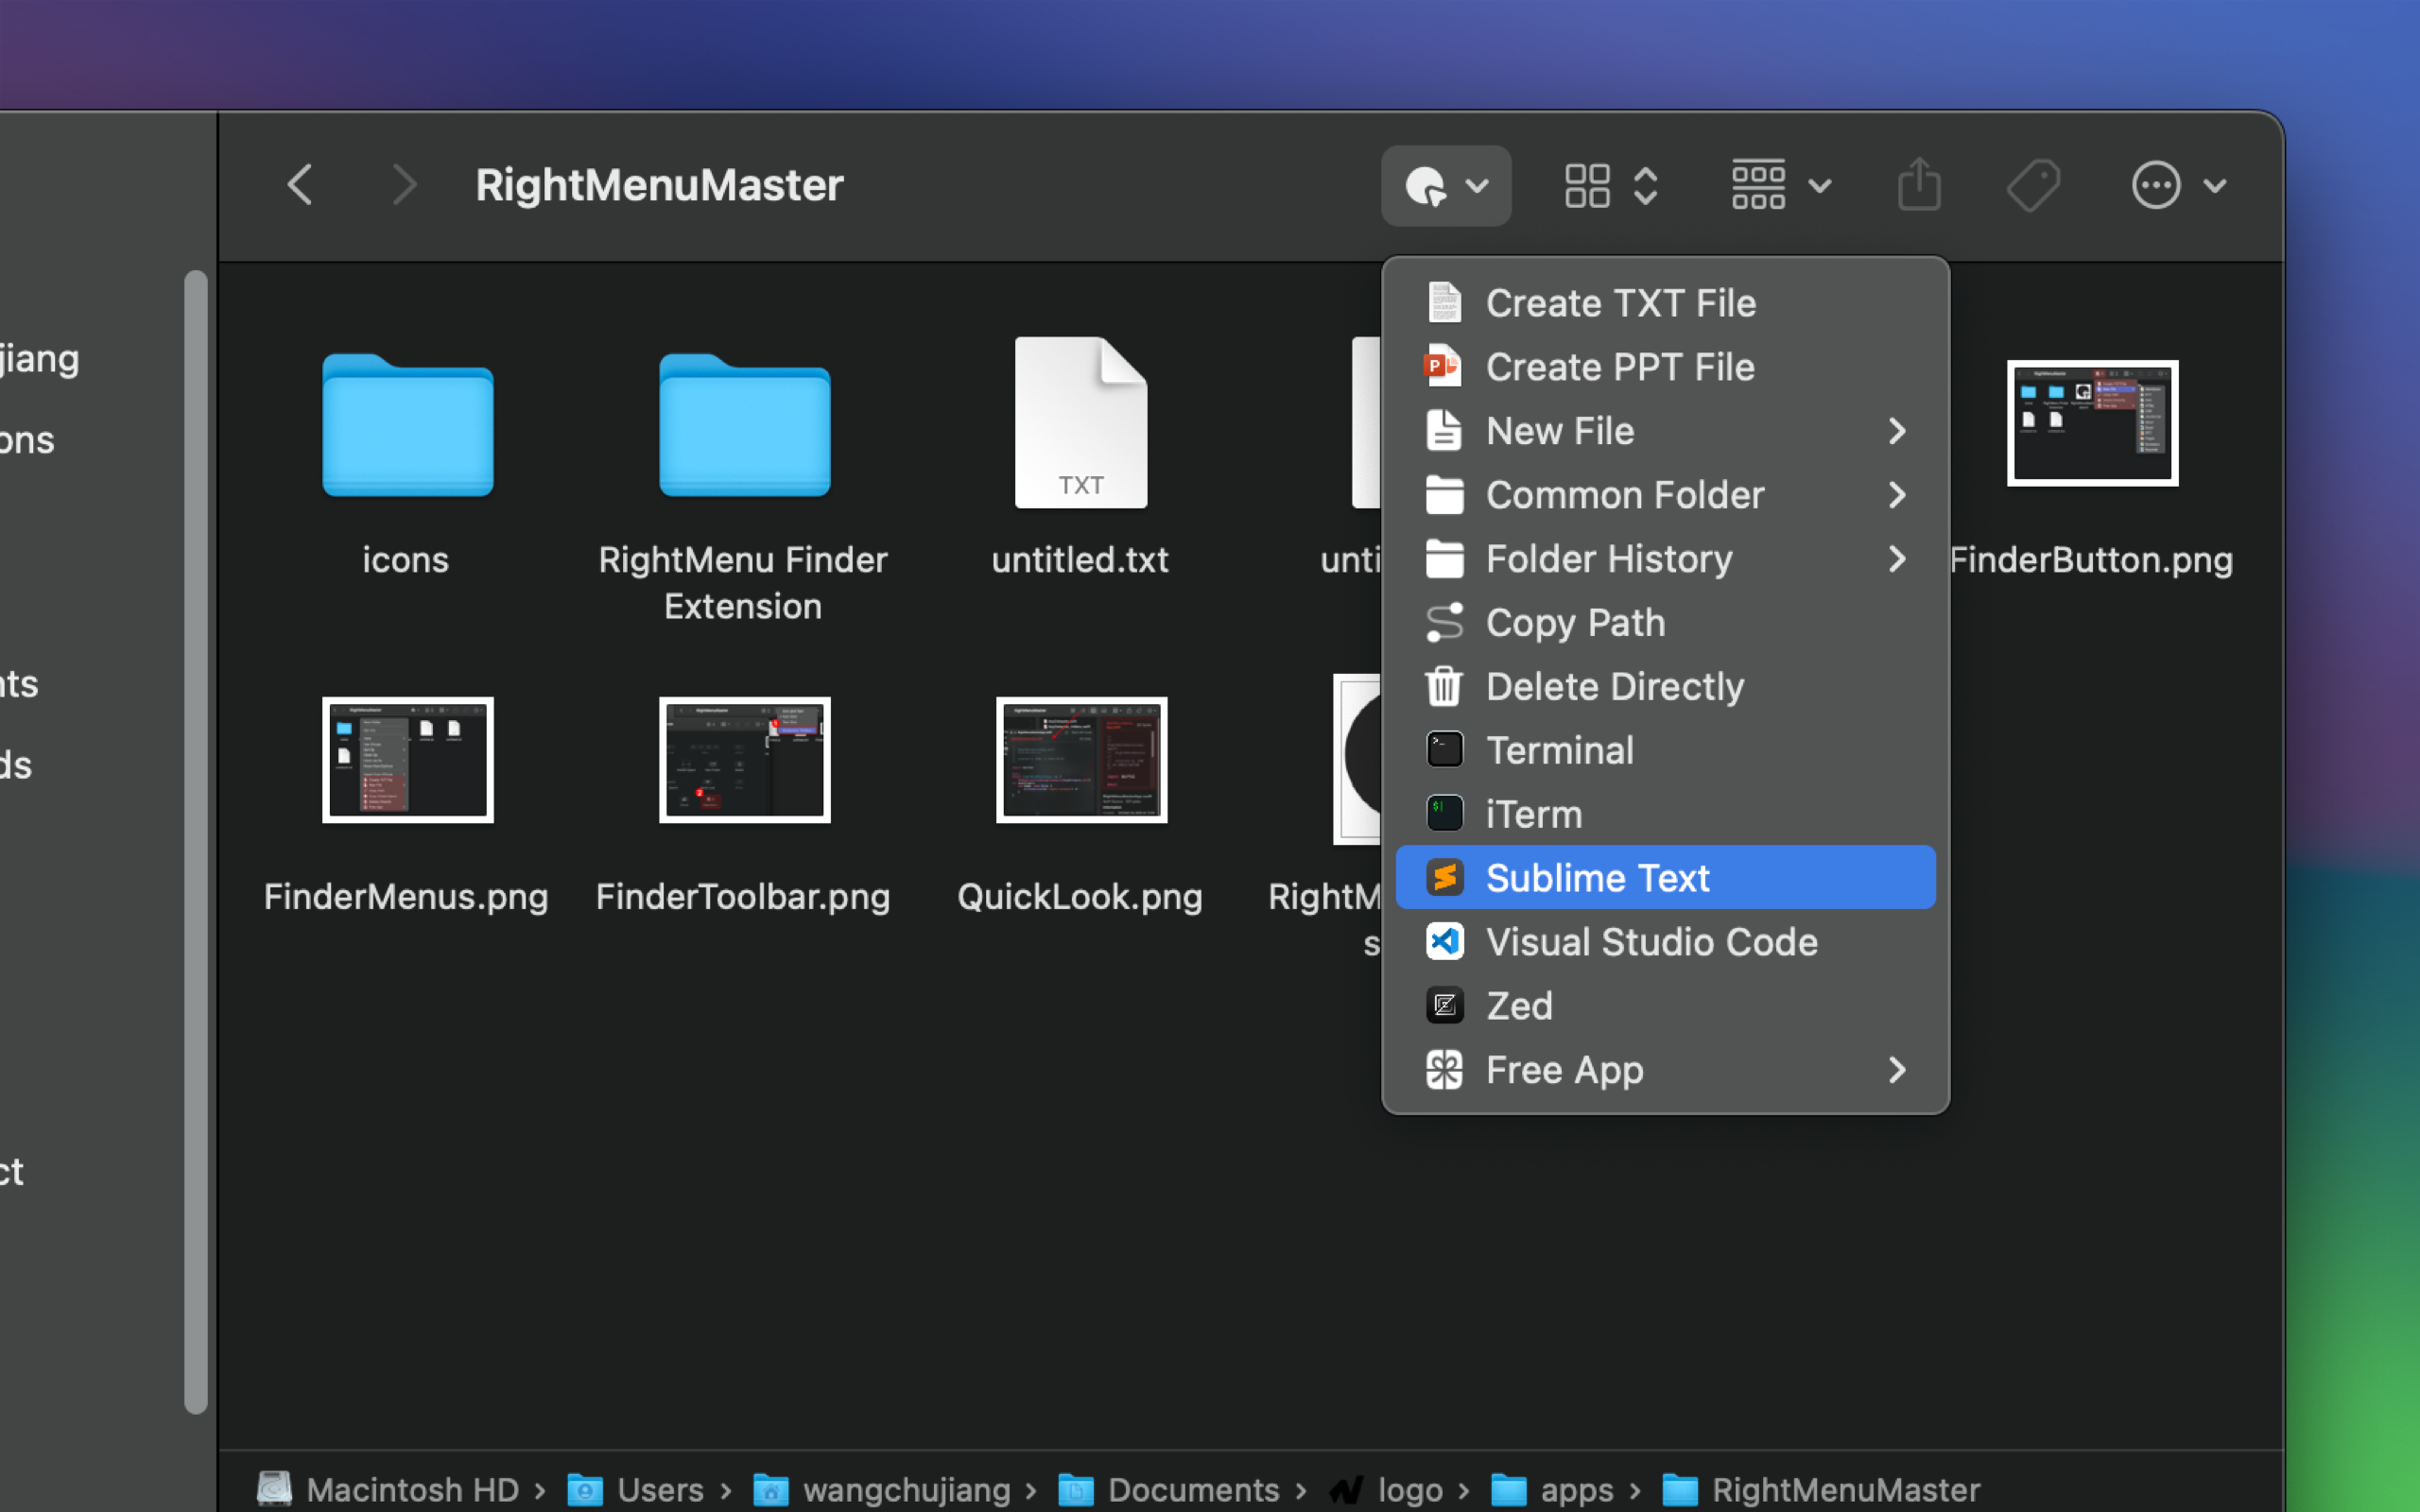 RightMenuMaster
jiang
ons
nts
ds
ct
icons
RightMenu Finder
Extension
TXT
untitled.txt
unti
FinderButton.png
FinderMenus.png
FinderToolbar.png
QuickLook.png
RightM
s
Create TXT File
Create PPT File
New File
Common Folder
Folder History
Copy Path
Delete Directly
Terminal
iTerm
Sublime Text
Visual Studio Code
Zed
Free App
Macintosh HD › Users › wangchujiang › Documents › logo › apps › RightMenuMaster